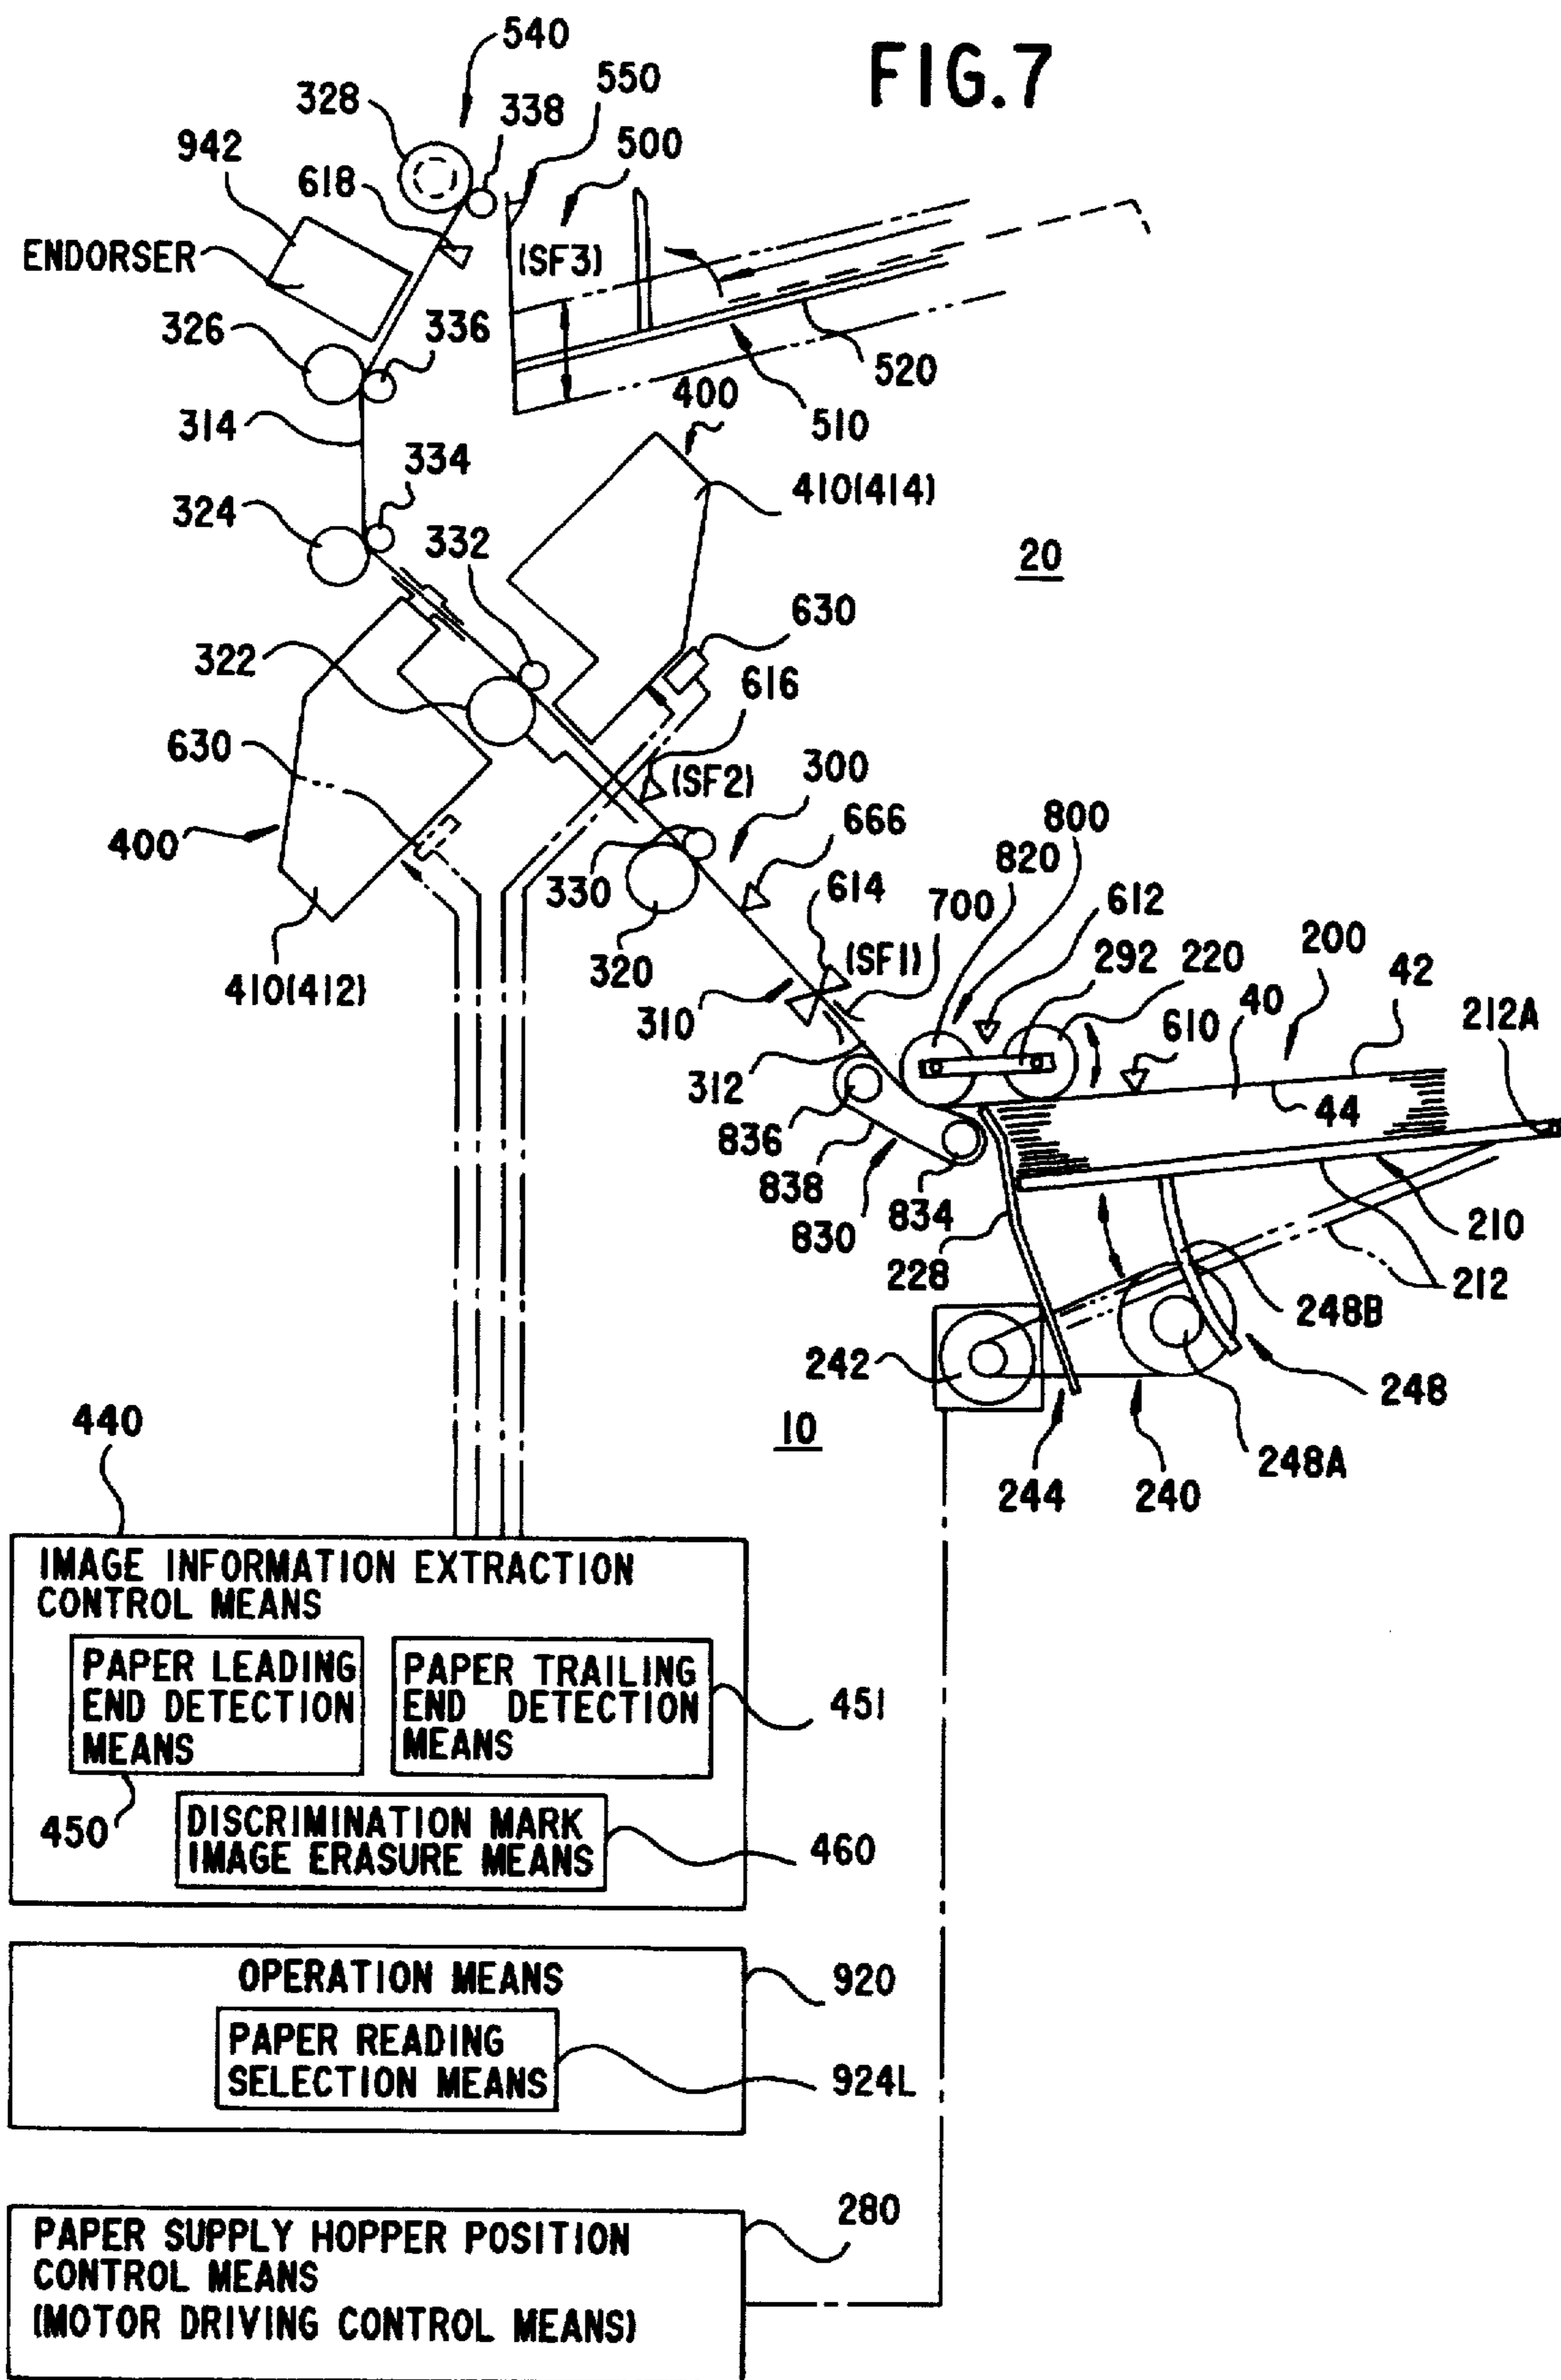 FIG.7
540
550
328
338
500
942
618
(SF3)
ENDORSER
326
336
520
400
510
314
334
410(414)
324
332
20
630
322
616
630
(SF2)
300
666
800
400
820
330
614
700
612
(SF1)
292
220
200
320
42
410(412)
310
40
610
212A
312
44
836
838
834
210
830
228
212
248B
242
248
440
10
248A
244
240
IMAGE INFORMATION EXTRACTION
CONTROL MEANS
PAPER LEADING
END DETECTION
MEANS
PAPER TRAILING
END DETECTION
MEANS
451
450
DISCRIMINATION MARK
IMAGE ERASURE MEANS
460
OPERATION MEANS
920
PAPER READING
SELECTION MEANS
924L
280
PAPER SUPPLY HOPPER POSITION
CONTROL MEANS
(MOTOR DRIVING CONTROL MEANS)